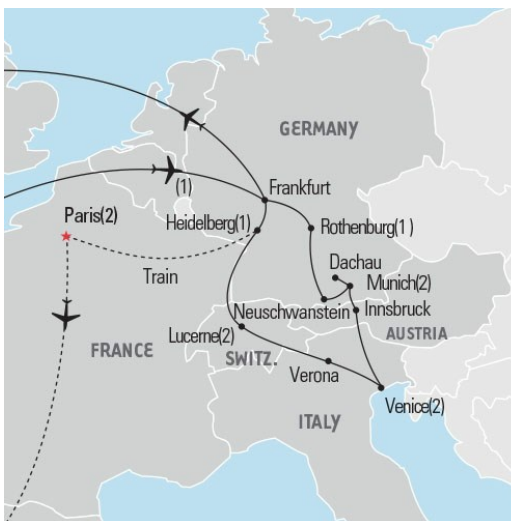 GERMANY
(1)
Frankfurt
Paris(2)
Heidelberg(1)
Rothenburg(1 )
Train
Dachau
Munich(2)
Neuschwanstein
Innsbruck
Lucerne(2)
AUSTRIA
FRANCE
SWITZ.
Verona
Venice(2)
ITALY